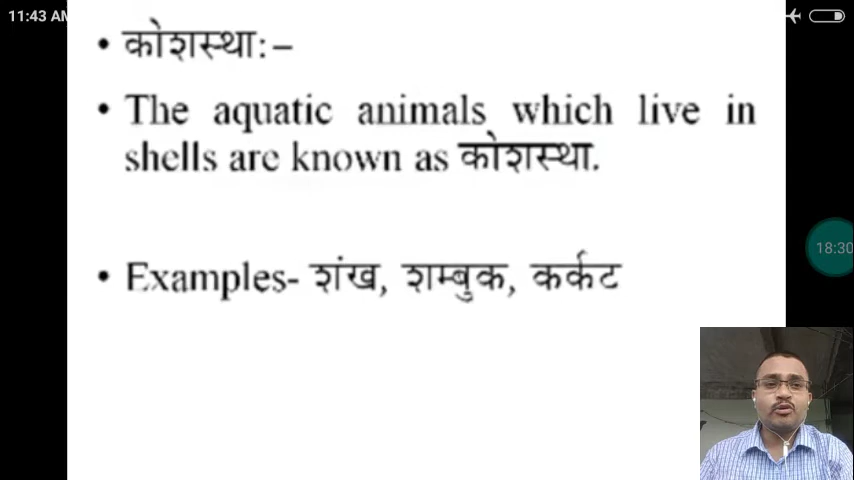 11:43 AM
• कोशस्था:–
• The aquatic animals which live in
shells are known as कोशस्था.
18:30
• Examples- शंख, शम्बुक, कर्कट